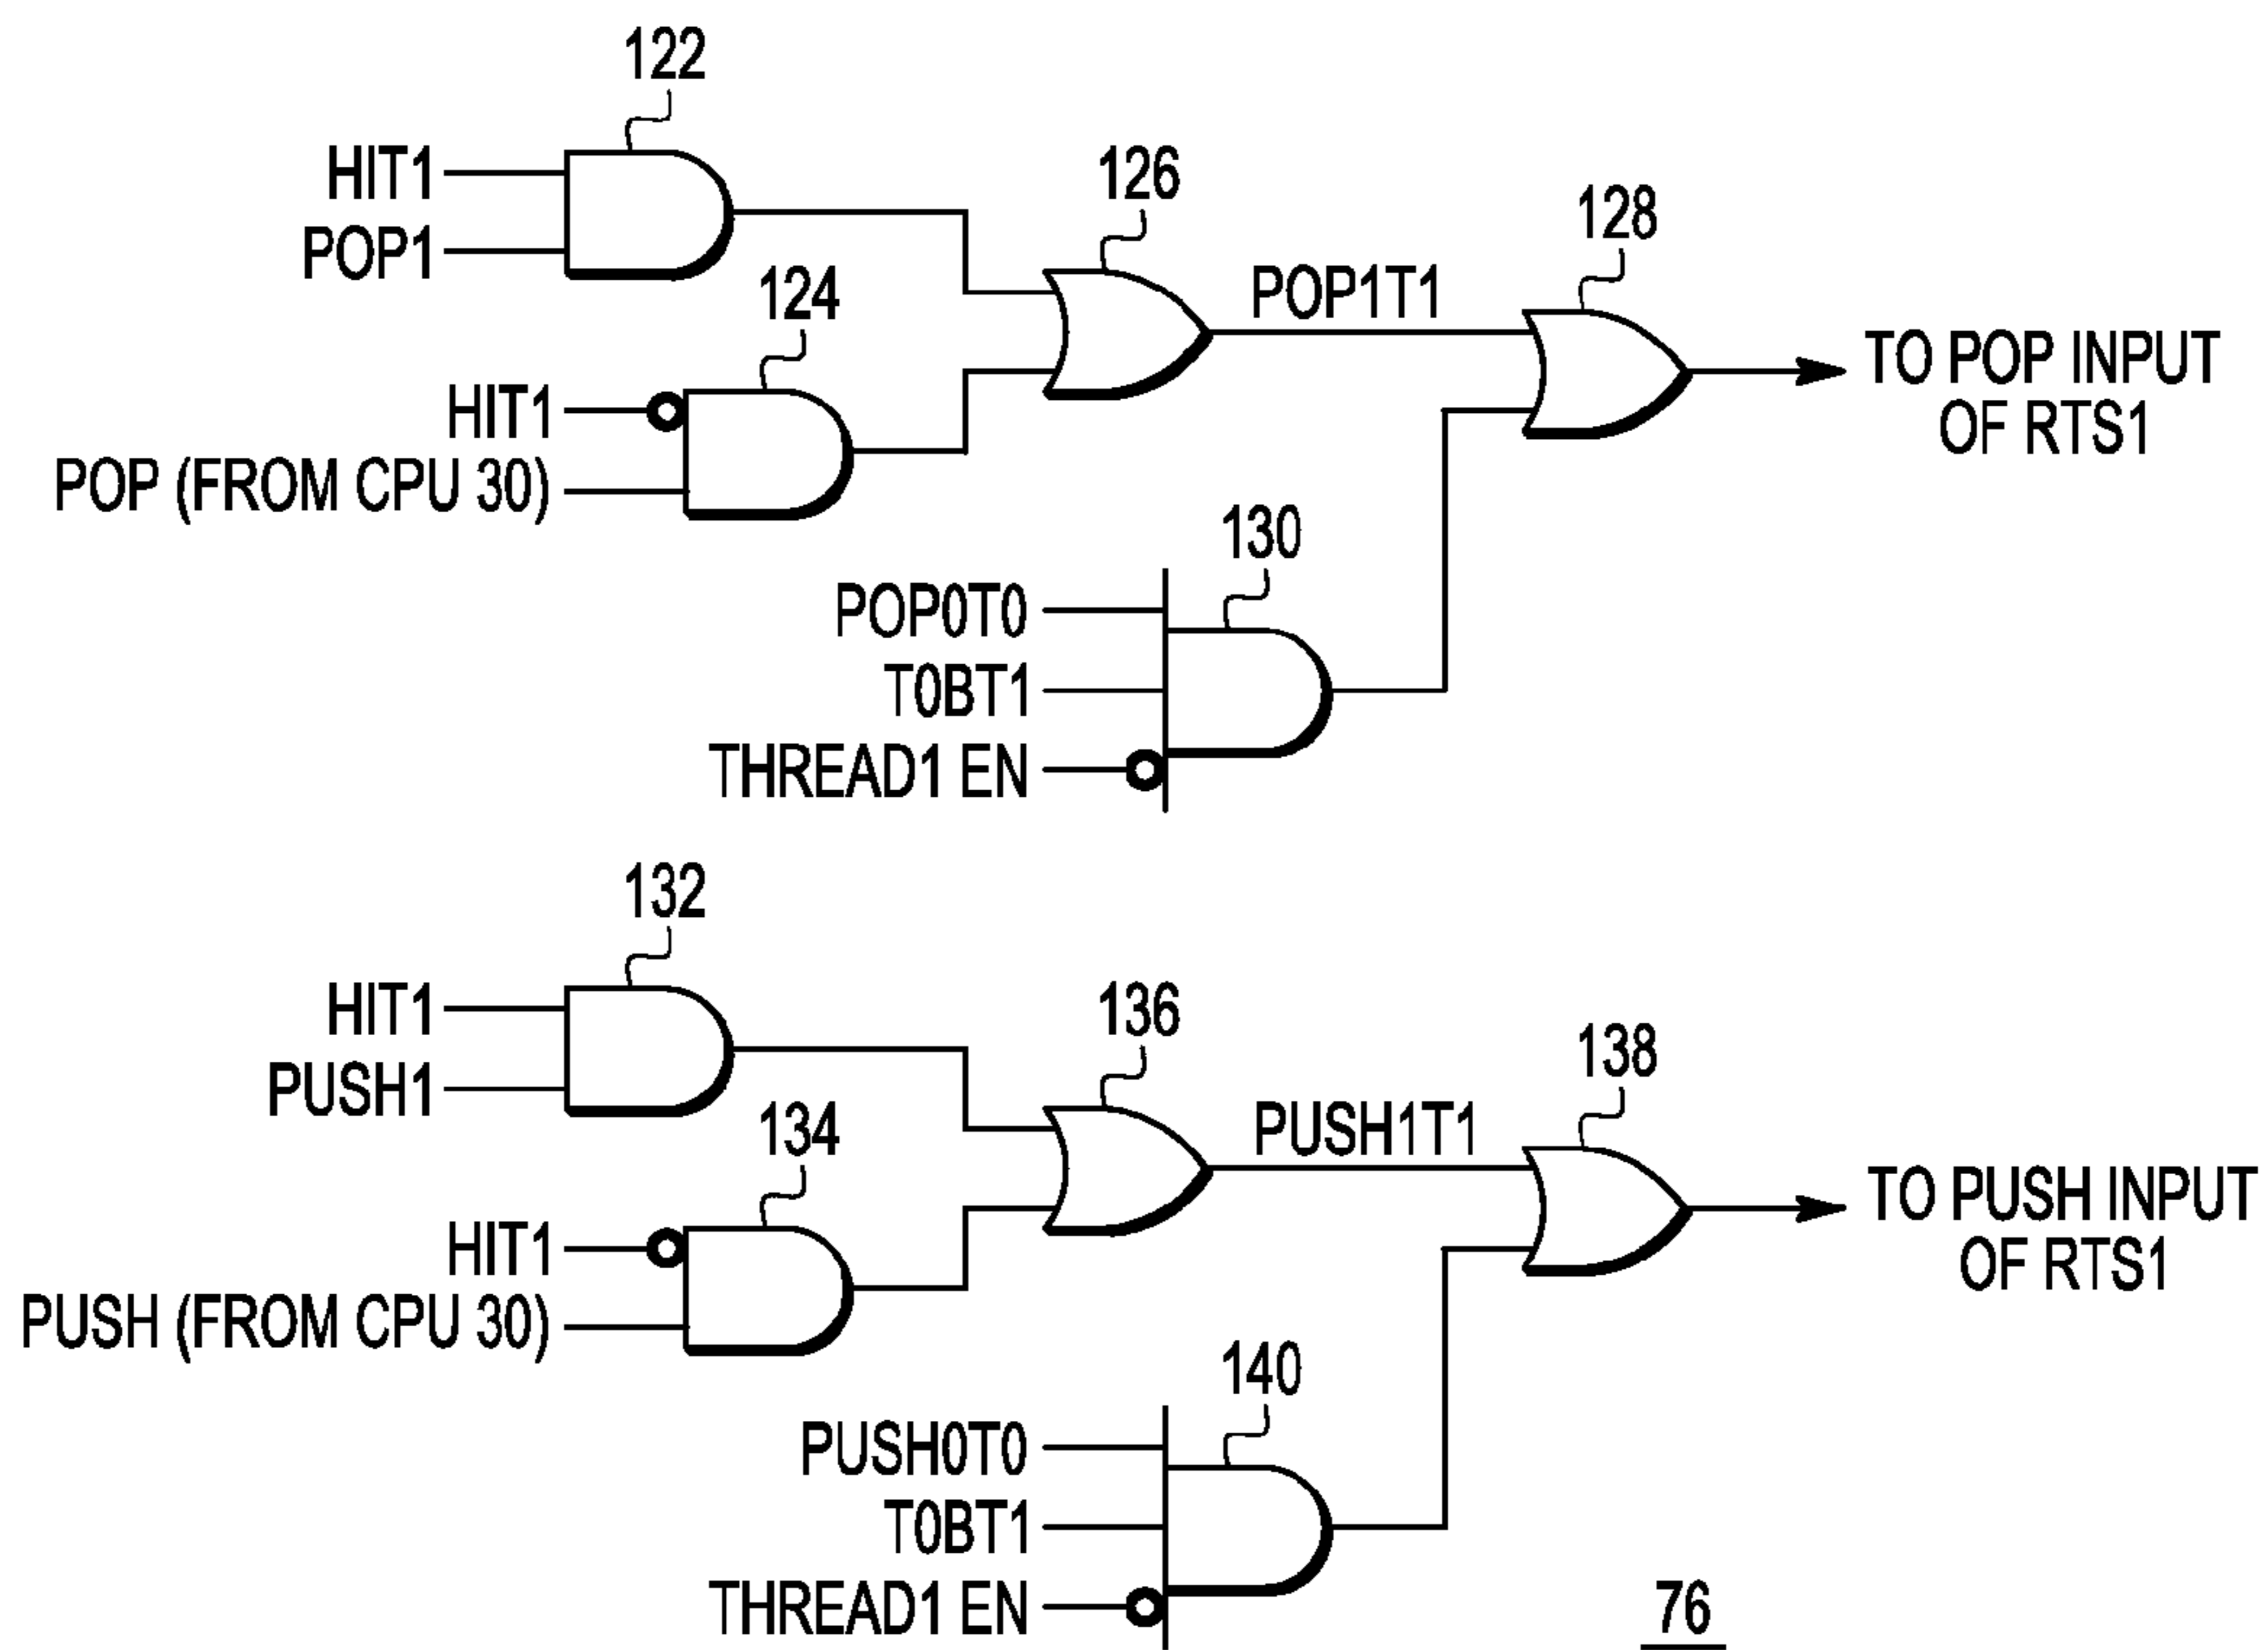 122
HIT1
POP1
124
HIT1
POP (FROM CPU 30)
126
POP1T1
128
TO POP INPUT
OF RTS1
130
POP0T0
T0BT1
THREAD1 EN
132
HIT1
PUSH1
134
HIT1
PUSH (FROM CPU 30)
136
PUSH1T1
138
TO PUSH INPUT
OF RTS1
140
PUSH0T0
T0BT1
THREAD1 EN
76